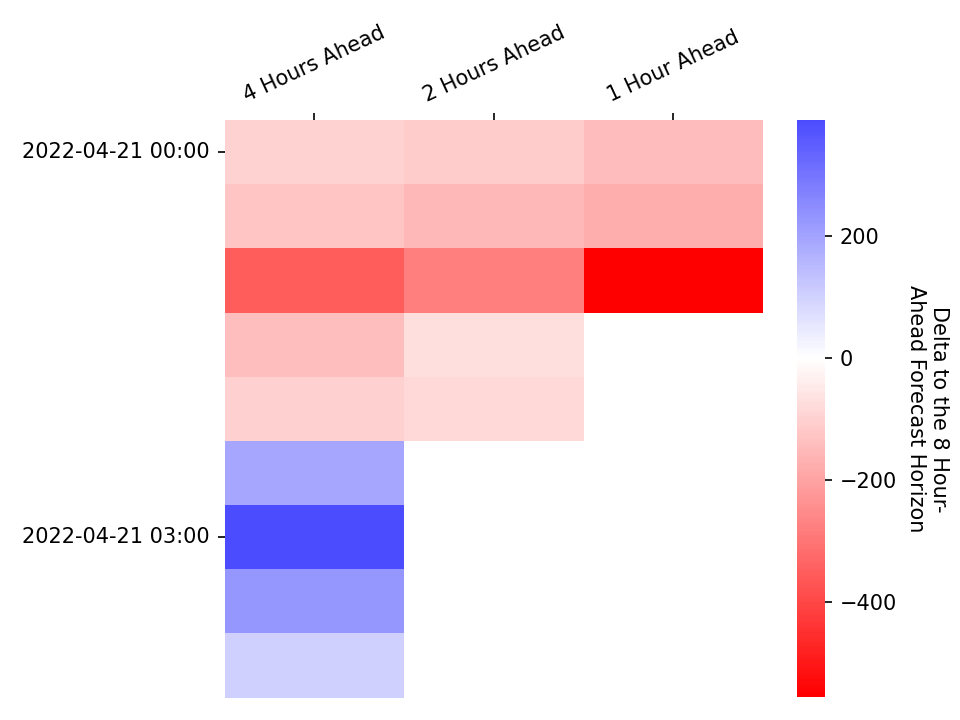 4 Hours Ahead
2 Hours Ahead
1 Hour Ahead
2022-04-21 00:00
2022-04-21 03:00
200
0
−200
−400
Delta to the 8 Hour-
Ahead Forecast Horizon